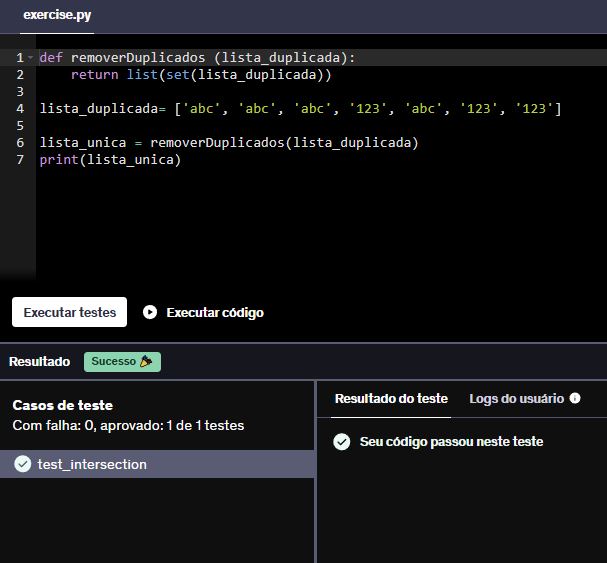 exercise.py
1 def removerDuplicados (lista_duplicada):
2     return list(set(lista_duplicada))
3
4 lista_duplicada= ['abc', 'abc', 'abc', '123', 'abc', '123', '123']
5
6 lista_unica = removerDuplicados(lista_duplicada)
7 print(lista_unica)
Executar testes Executar código
Resultado Sucesso
Casos de teste
Com falha: 0, aprovado: 1 de 1 testes
test_intersection
Resultado do teste Logs do usuário
Seu código passou neste teste